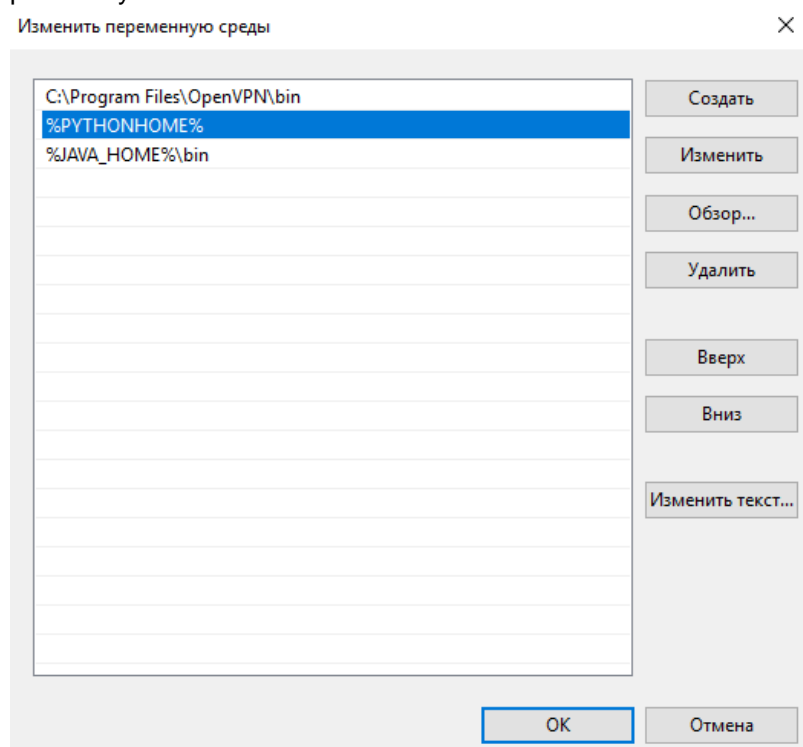 Изменить переменную среды
C:\Program Files\OpenVPN\bin
%PYTHONHOME%
%JAVA_HOME%\bin
Создать
Изменить
Обзор...
Удалить
Вверх
Вниз
Изменить текст...
ОК
Отмена